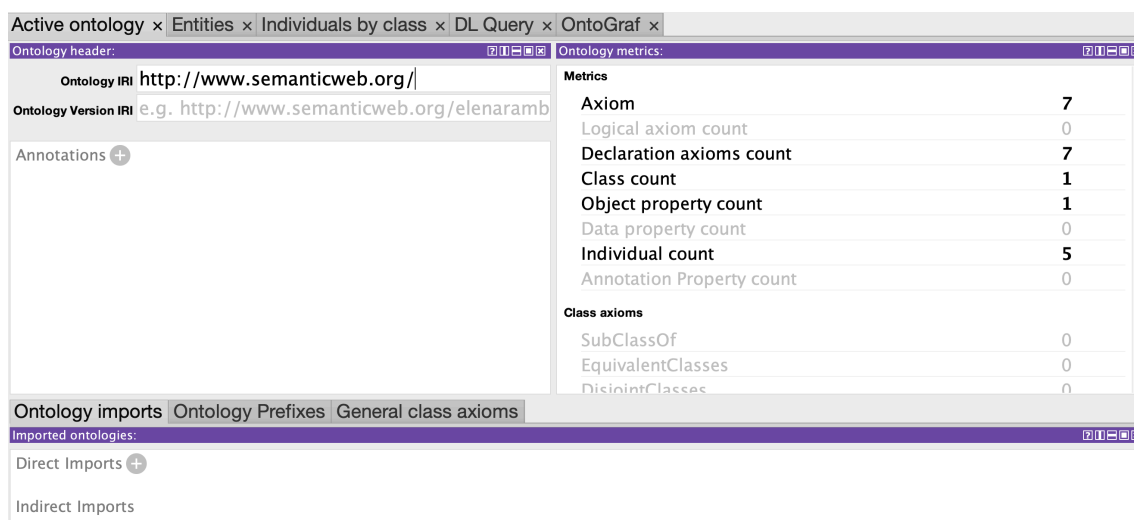 Active ontology × Entities × Individuals by class × DL Query × OntoGraf ×
Ontology header:
Ontology IRI http://www.semanticweb.org/
Ontology Version IRI e.g. http://www.semanticweb.org/elenaramb
Annotations
Ontology metrics:
Metrics
Axiom 7
Logical axiom count 0
Declaration axioms count 7
Class count 1
Object property count 1
Data property count 0
Individual count 5
Annotation Property count 0
Class axioms
SubClassOf 0
EquivalentClasses 0
DisjointClasses 0
Ontology imports Ontology Prefixes General class axioms
Imported ontologies:
Direct Imports
Indirect Imports